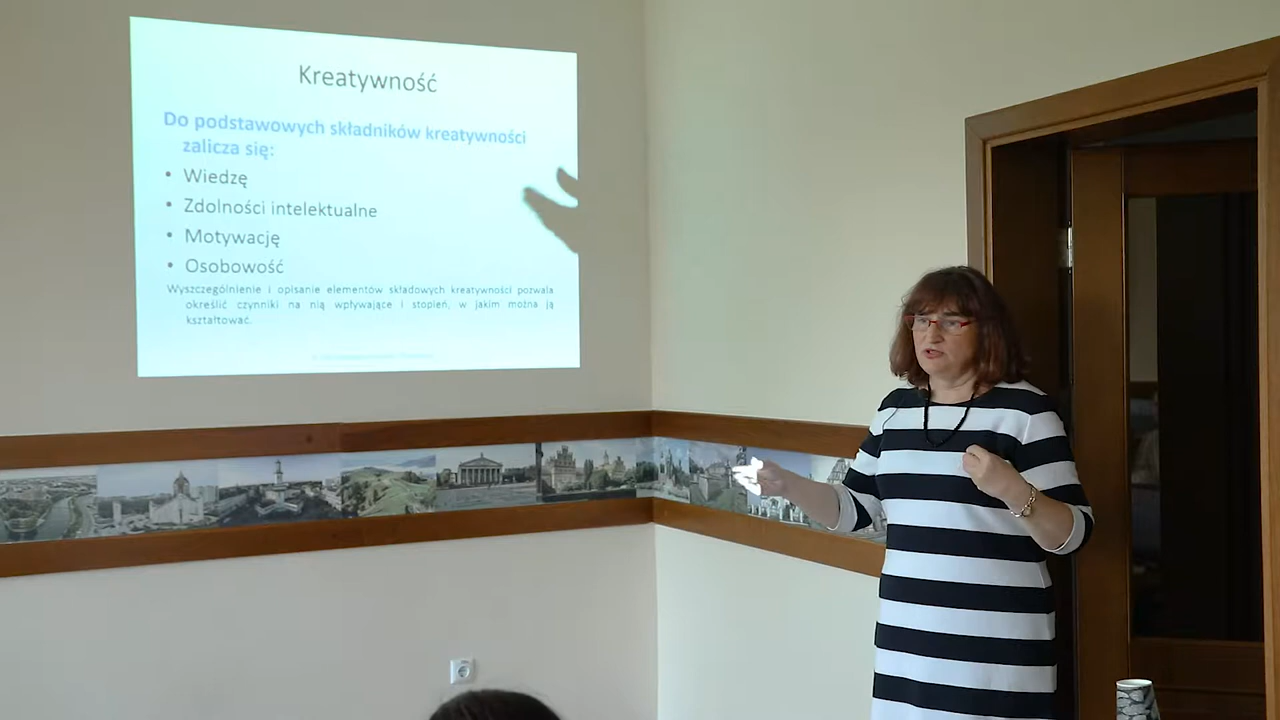 Kreatywność
Do podstawowych składników kreatywności
zalicza się:
• Wiedzę
• Zdolności intelektualne
• Motywację
• Osobowość
Wyszczególnienie i opisanie elementów składowych kreatywności pozwala
określić czynniki na nią wpływające i stopień, w jakim można ją
kształtować.